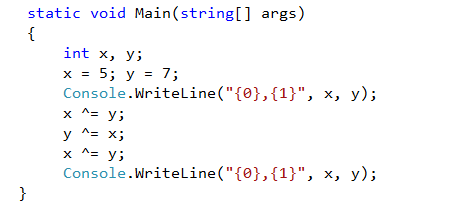 static void Main(string[] args)
{
int x, y;
x = 5; y = 7;
Console.WriteLine("{0},{1}", x, y);
x ^= y;
y ^= x;
x ^= y;
Console.WriteLine("{0},{1}", x, y);
}